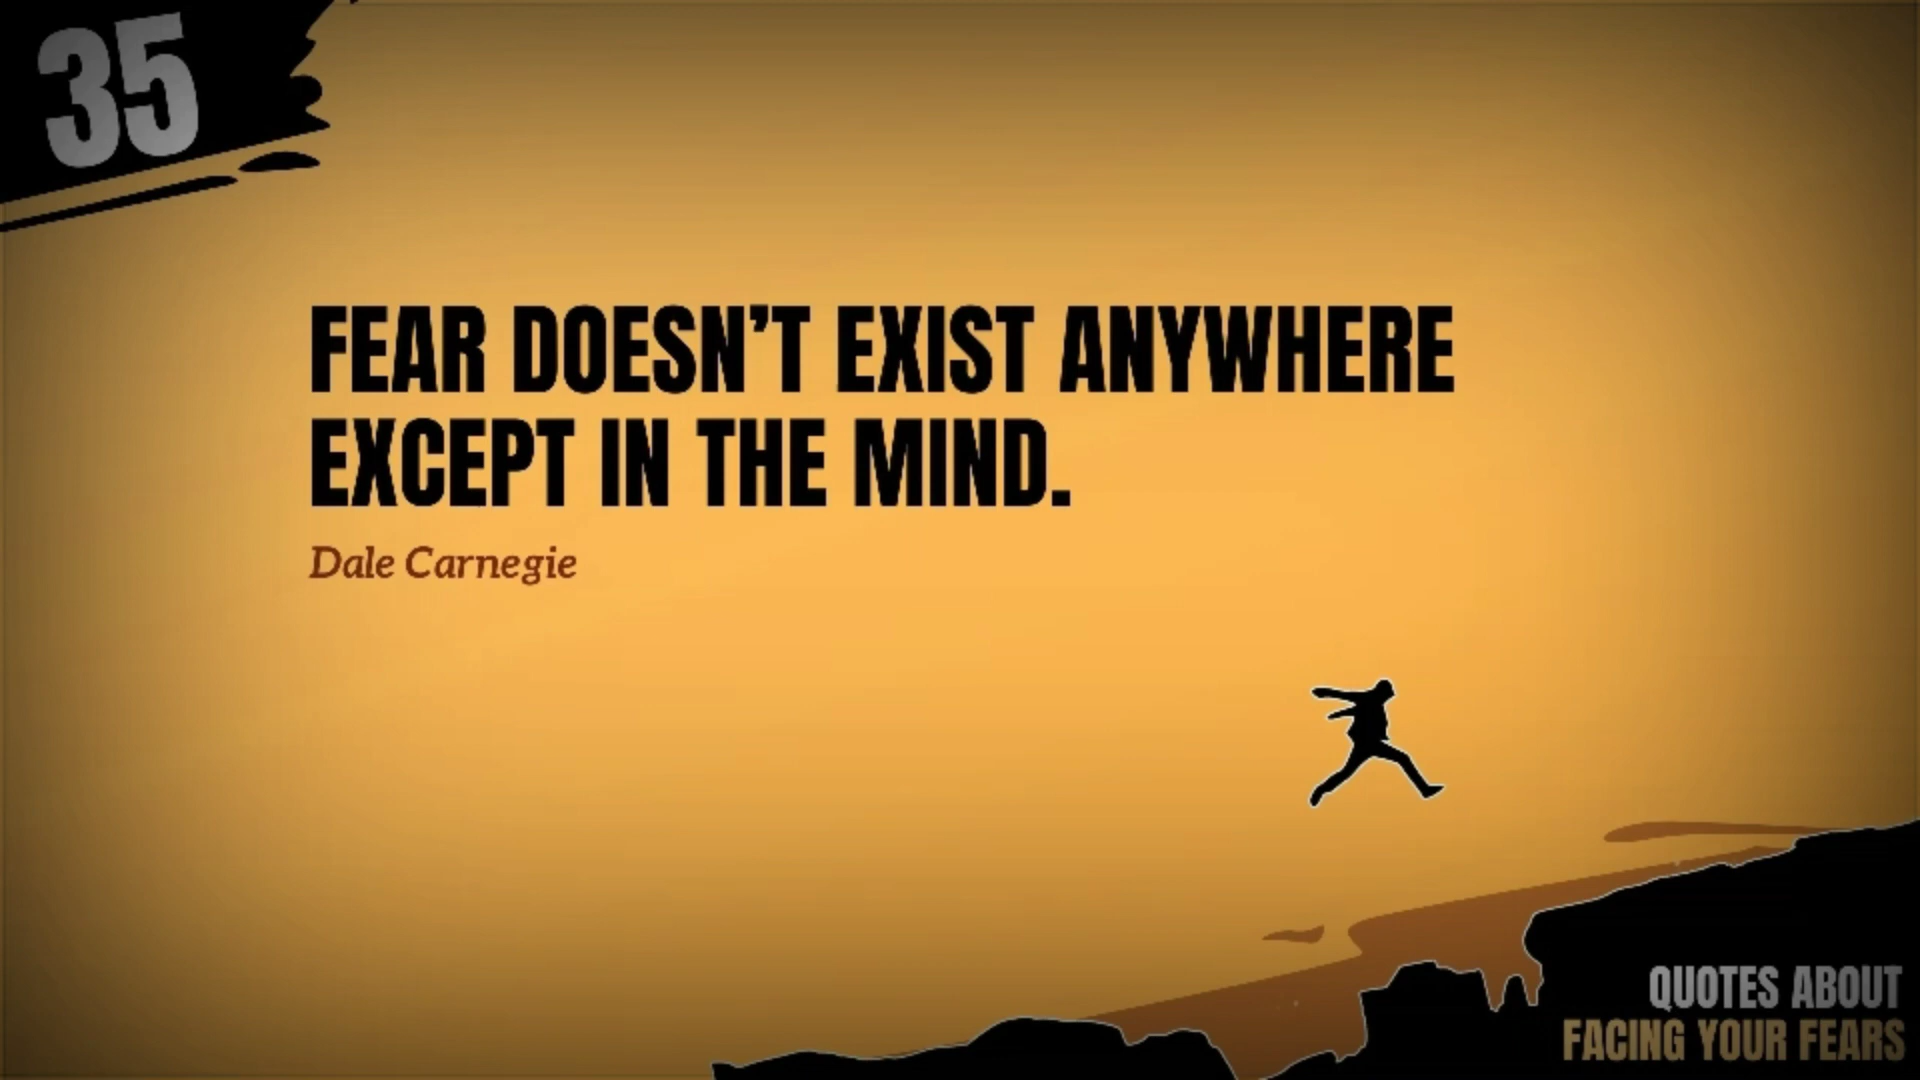 35
FEAR DOESN’T EXIST ANYWHERE
EXCEPT IN THE MIND.
Dale Carnegie
QUOTES ABOUT
FACING YOUR FEARS